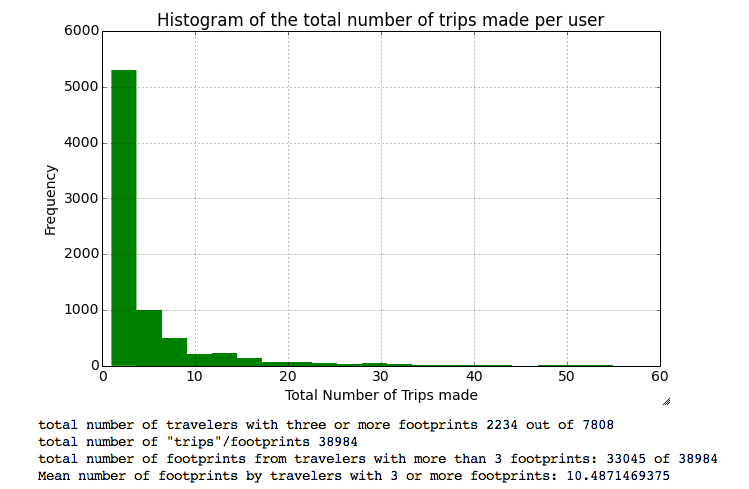 Histogram of the total number of trips made per user
6000
5000
4000
3000
2000
1000
0
Frequency
0 10 20 30 40 50 60
Total Number of Trips made
total number of travelers with three or more footprints 2234 out of 7808
total number of "trips"/footprints 38984
total number of footprints from travelers with more than 3 footprints: 33045 of 38984
Mean number of footprints by travelers with 3 or more footprints: 10.4871469375